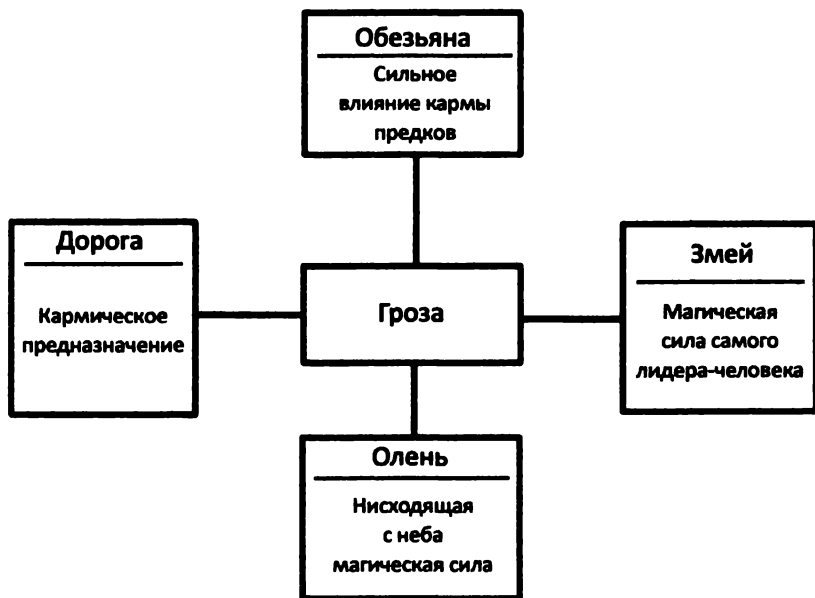 Обезьяна
Сильное
влияние кармы
предков
Дорога
Кармическое
предназначение
Гроза
Змей
Магическая
сила самого
лидера-человека
Олень
Нисходящая
с неба
магическая сила